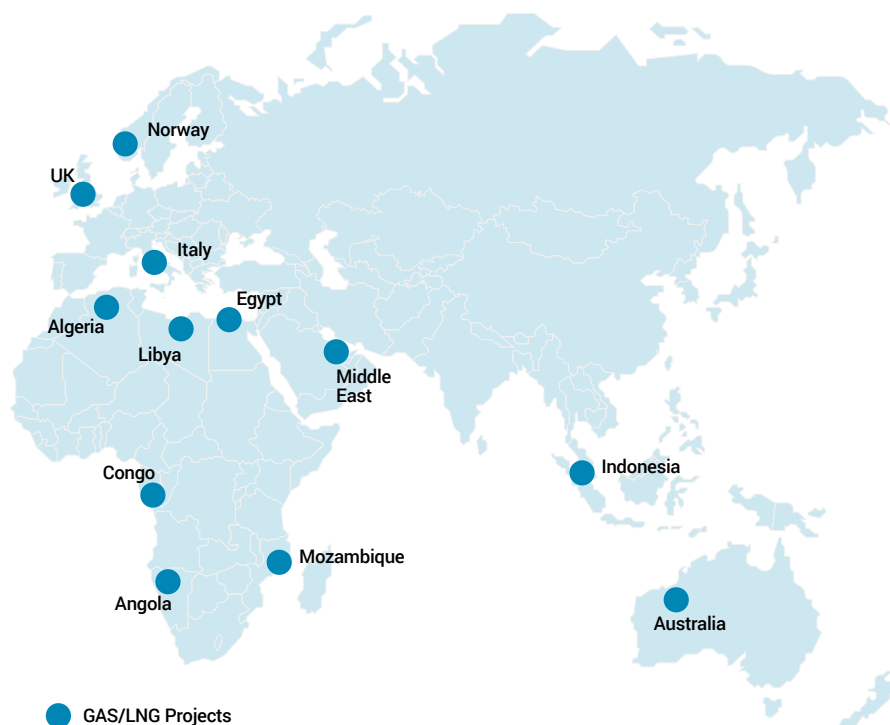 Norway
UK
Italy
Egypt
Algeria
Libya
Middle
East
Congo
Indonesia
Mozambique
Angola
Australia
GAS/LNG Projects